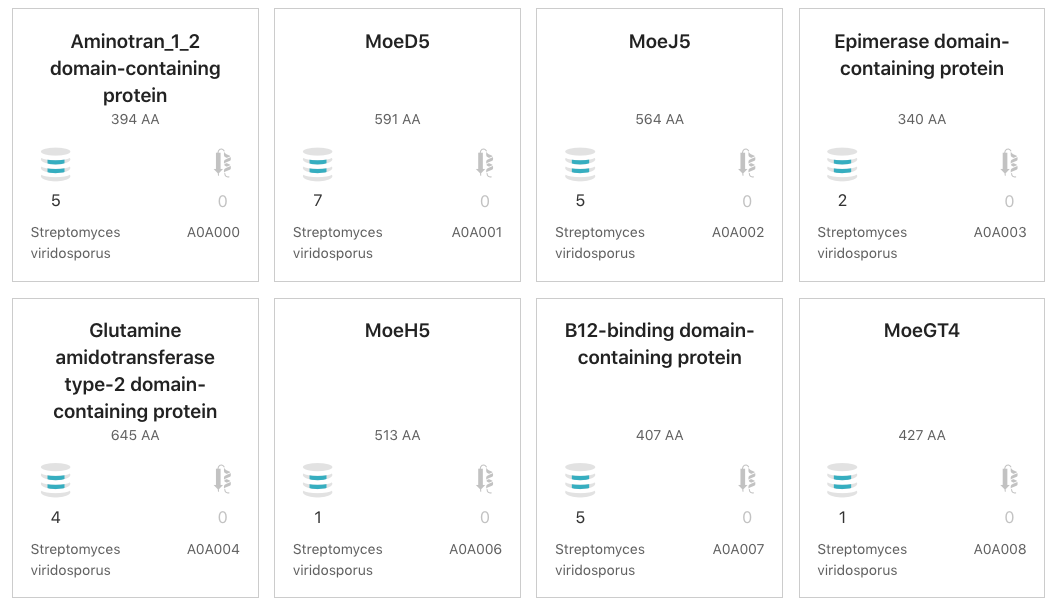 Aminotran_1_2
domain-containing
protein
394 AA
5
0
Streptomyces
viridosporus
A0A000
MoeD5
591 AA
7
0
Streptomyces
viridosporus
A0A001
MoeJ5
564 AA
5
0
Streptomyces
viridosporus
A0A002
Epimerase domain-
containing protein
340 AA
2
0
Streptomyces
viridosporus
A0A003
Glutamine
amidotransferase
type-2 domain-
containing protein
645 AA
4
0
Streptomyces
viridosporus
A0A004
MoeH5
513 AA
1
0
Streptomyces
viridosporus
A0A006
B12-binding domain-
containing protein
407 AA
5
0
Streptomyces
viridosporus
A0A007
MoeGT4
427 AA
1
0
Streptomyces
viridosporus
A0A008